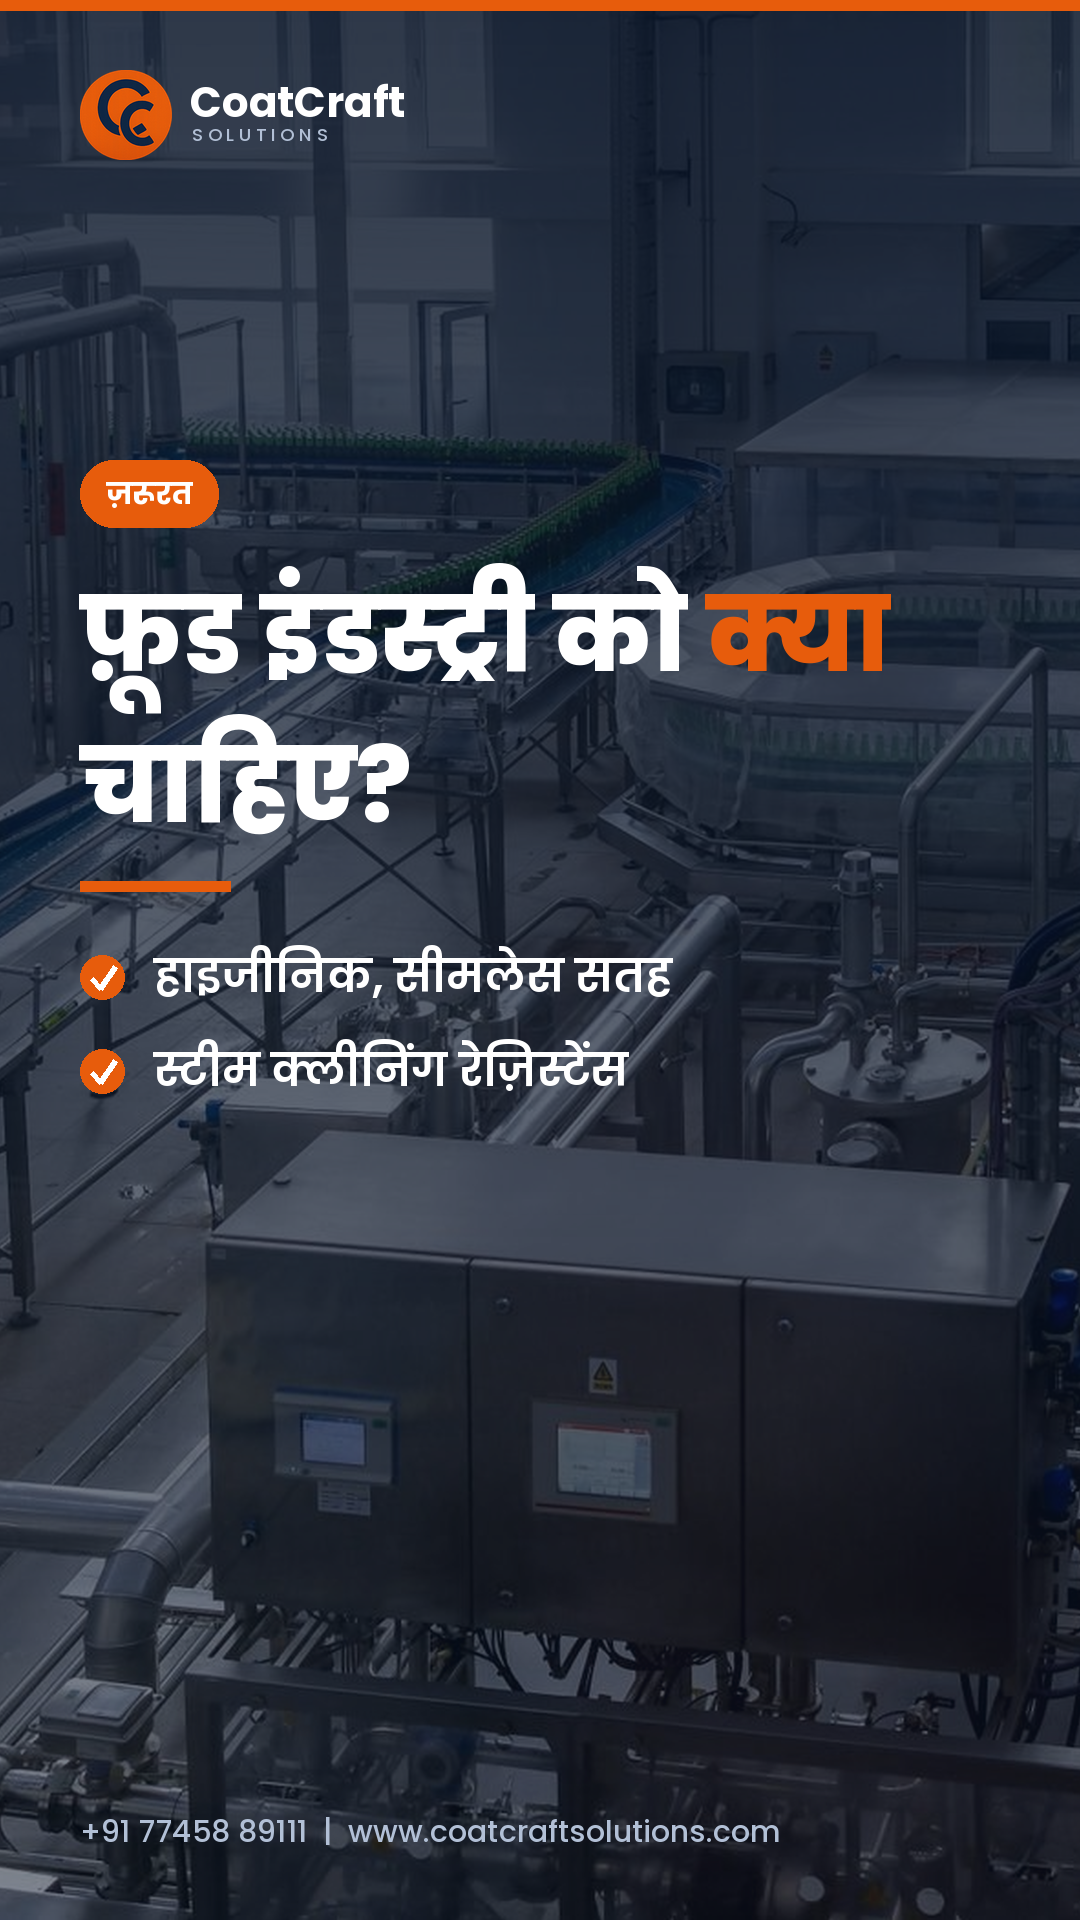 CoatCraft
SOLUTIONS
ज़रूरत
फ़ूड इंडस्ट्री को क्या
चाहिए?
हाइजीनिक, सीमलेस सतह
स्टीम क्लीनिंग रेज़िस्टेंस
+91 77458 89111 | www.coatcraftsolutions.com